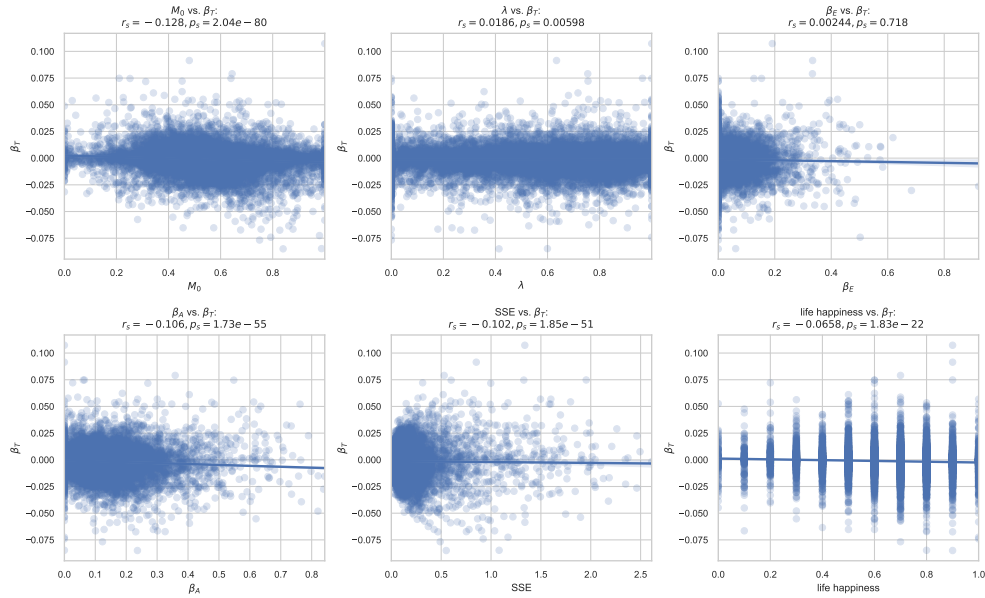 M₀ vs. β_T:
r_s = −0.128, p_s = 2.04e − 80
0.100
0.075
0.050
0.025
0.000
−0.025
−0.050
−0.075
β_T
0.0 0.2 0.4 0.6 0.8
M₀
λ vs. β_T:
r_s = 0.0186, p_s = 0.00598
0.100
0.075
0.050
0.025
0.000
−0.025
−0.050
−0.075
β_T
0.0 0.2 0.4 0.6 0.8
λ
β_E vs. β_T:
r_s = 0.00244, p_s = 0.718
0.100
0.075
0.050
0.025
0.000
−0.025
−0.050
−0.075
β_T
0.0 0.2 0.4 0.6 0.8
β_E
β_A vs. β_T:
r_s = −0.106, p_s = 1.73e − 55
0.100
0.075
0.050
0.025
0.000
−0.025
−0.050
−0.075
β_T
0.0 0.1 0.2 0.3 0.4 0.5 0.6 0.7 0.8
β_A
SSE vs. β_T:
r_s = −0.102, p_s = 1.85e − 51
0.100
0.075
0.050
0.025
0.000
−0.025
−0.050
−0.075
β_T
0.0 0.5 1.0 1.5 2.0 2.5
SSE
life happiness vs. β_T:
r_s = −0.0658, p_s = 1.83e − 22
0.100
0.075
0.050
0.025
0.000
−0.025
−0.050
−0.075
β_T
0.0 0.2 0.4 0.6 0.8 1.0
life happiness